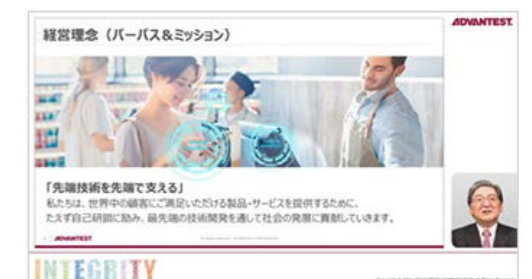 経営理念（パーパス＆ミッション）
ADVANTEST
「先端技術を先端で支える」
私たちは、世界中の顧客にご満足いただける製品・サービスを提供するために、
たえず自己研鑽に励み、最先端の技術開発を通して社会の発展に貢献していきます。
ADVANTEST
INTEGRITY